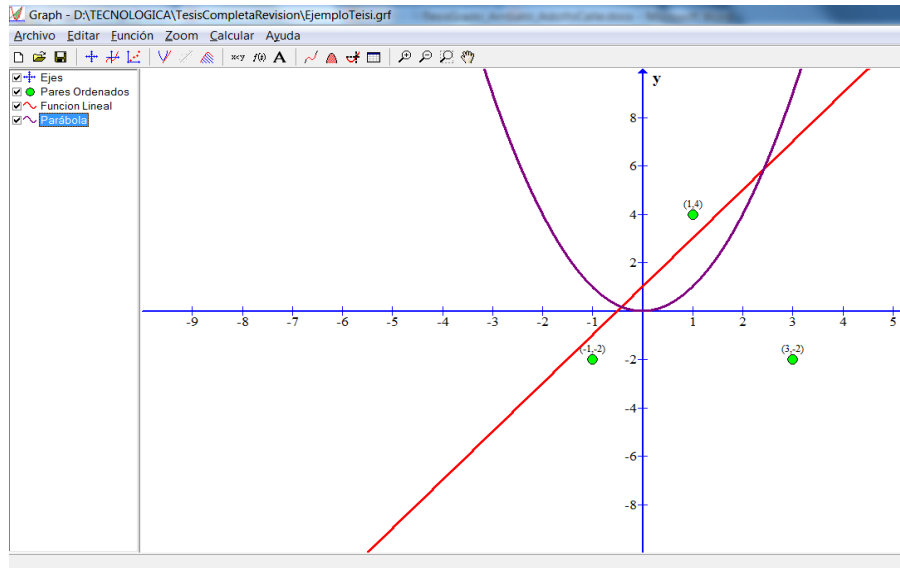 Graph - D:\TECNOLOGICA\TesisCompletaRevision\EjemploTeisi.grf
Archivo Editar Función Zoom Calcular Ayuda
Ejes
Pares Ordenados
Funcion Lineal
Parábola
y
8
6
(1,4)
4
2
-9 -8 -7 -6 -5 -4 -3 -2 -1 1 2 3 4 5
(-1,-2) (3,-2)
-2
-4
-6
-8